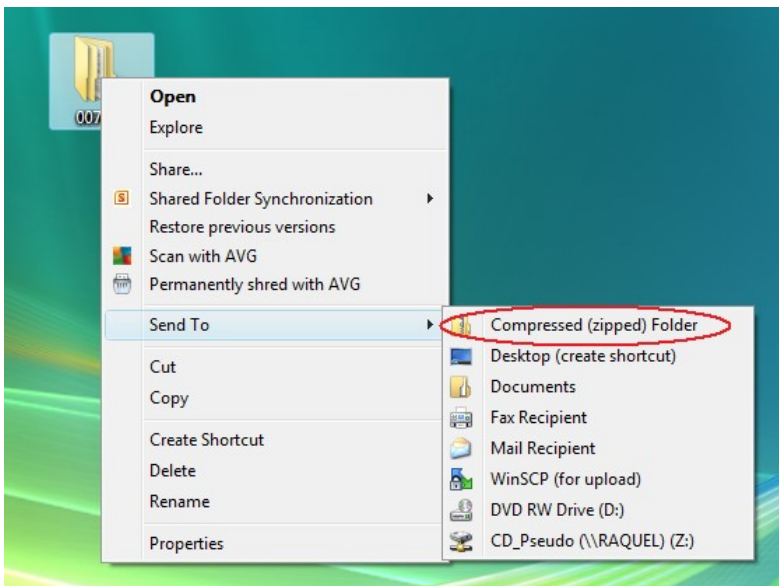 007
Open
Explore
Share...
Shared Folder Synchronization
Restore previous versions
Scan with AVG
Permanently shred with AVG
Send To
Cut
Copy
Create Shortcut
Delete
Rename
Properties
Compressed (zipped) Folder
Desktop (create shortcut)
Documents
Fax Recipient
Mail Recipient
WinSCP (for upload)
DVD RW Drive (D:)
CD_Pseudo (\\RAQUEL) (Z:)